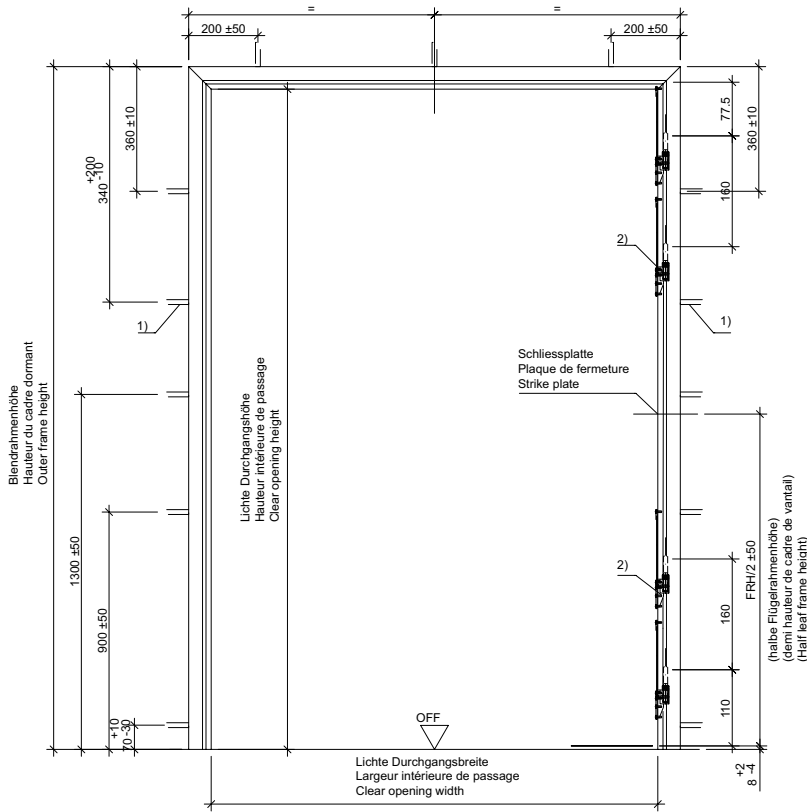 =
=
200 ±50
200 ±50
360 ±10
+200
340 -10
77.5
360 ±10
160
2)
1)
1)
Schliessplatte
Plaque de fermeture
Strike plate
Blendrahmenhöhe
Hauteur du cadre dormant
Outer frame height
Lichte Durchgangshöhe
Hauteur intérieure de passage
Clear opening height
1300 ±50
900 ±50
2)
160
FRH/2 ±50
(halbe Flügelrahmenhöhe)
(demi hauteur de cadre de vantail)
(Half leaf frame height)
+10
70 -30
OFF
110
Lichte Durchgangsbreite
Largeur intérieure de passage
Clear opening width
+2
8 -4